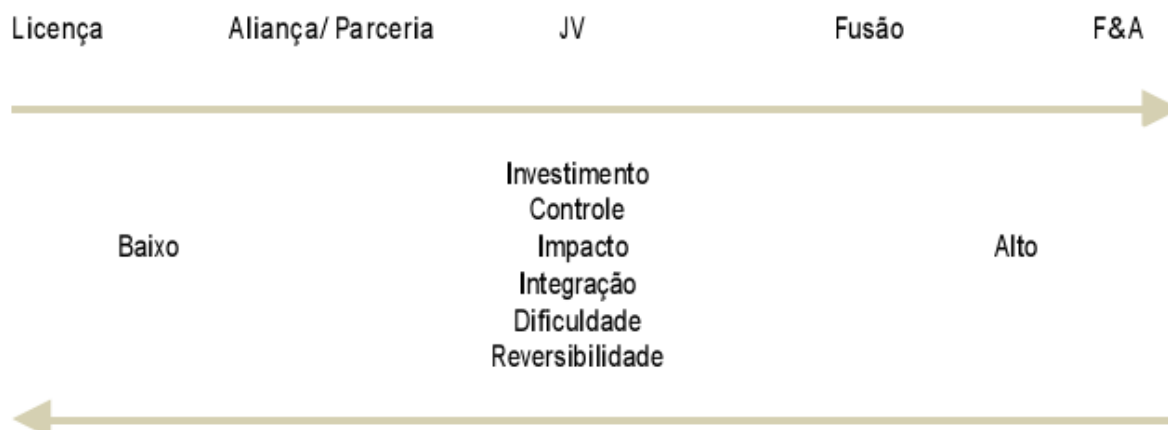 Licença Aliança/ Parceria JV Fusão F&A
Investimento
Controle
Baixo Impacto Alto
Integração
Dificuldade
Reversibilidade